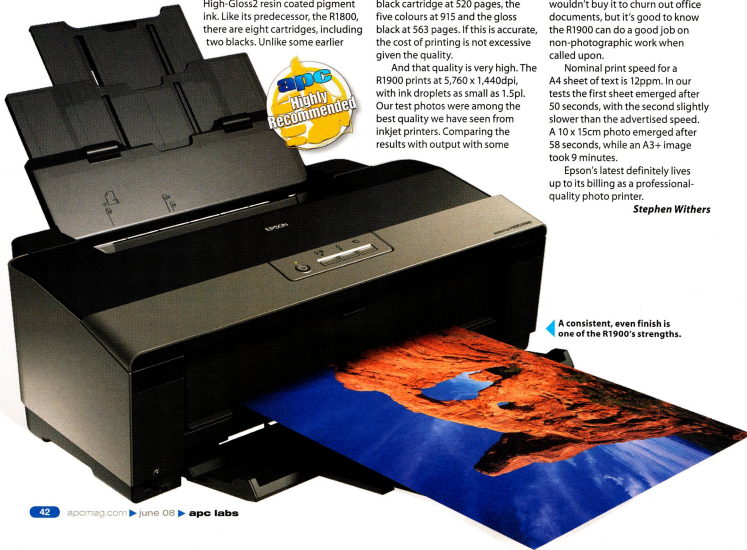 High-Gloss2 resin coated pigment
ink. Like its predecessor, the R1800,
there are eight cartridges, including
two blacks. Unlike some earlier
apc
Highly
Recommended
black cartridge at 520 pages, the
five colours at 915 and the gloss
black at 563 pages. If this is accurate,
the cost of printing is not excessive
given the quality.
And that quality is very high. The
R1900 prints at 5,760 x 1,440dpi,
with ink droplets as small as 1.5pl.
Our test photos were among the
best quality we have seen from
inkjet printers. Comparing the
results with output with some
wouldn't buy it to churn out office
documents, but it's good to know
the R1900 can do a good job on
non-photographic work when
called upon.
Nominal print speed for a
A4 sheet of text is 12ppm. In our
tests the first sheet emerged after
50 seconds, with the second slightly
slower than the advertised speed.
A 10 x 15cm photo emerged after
58 seconds, while an A3+ image
took 9 minutes.
Epson's latest definitely lives
up to its billing as a professional-
quality photo printer.
Stephen Withers
EPSON
A consistent, even finish is
one of the R1900's strengths.
42 apcmag.com june 08 apc labs